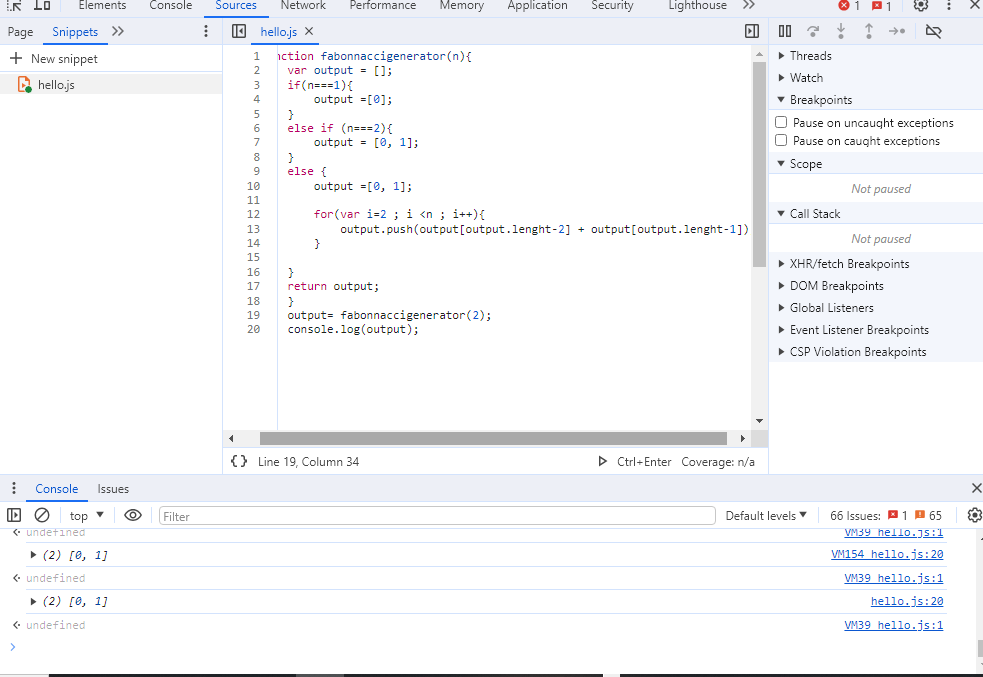 Elements Console Sources Network Performance Memory Application Security Lighthouse 1 1
Page Snippets hello.js
New snippet
hello.js
1 nction fabonnaccigenerator(n){
2 var output = [];
3 if(n===1){
4 output =[0];
5 }
6 else if (n===2){
7 output = [0, 1];
8 }
9 else {
10 output =[0, 1];
11
12 for(var i=2 ; i <n ; i++){
13 output.push(output[output.lenght-2] + output[output.lenght-1])
14 }
15
16 }
17 return output;
18 }
19 output= fabonnaccigenerator(2);
20 console.log(output);
{} Line 19, Column 34 Ctrl+Enter Coverage: n/a
Threads
Watch
Breakpoints
Pause on uncaught exceptions
Pause on caught exceptions
Scope
Not paused
Call Stack
Not paused
XHR/fetch Breakpoints
DOM Breakpoints
Global Listeners
Event Listener Breakpoints
CSP Violation Breakpoints
Console Issues
top Filter Default levels 66 Issues: 1 65
undefined VM39 hello.js:1
(2) [0, 1] VM154 hello.js:20
undefined VM39 hello.js:1
(2) [0, 1] hello.js:20
undefined VM39 hello.js:1